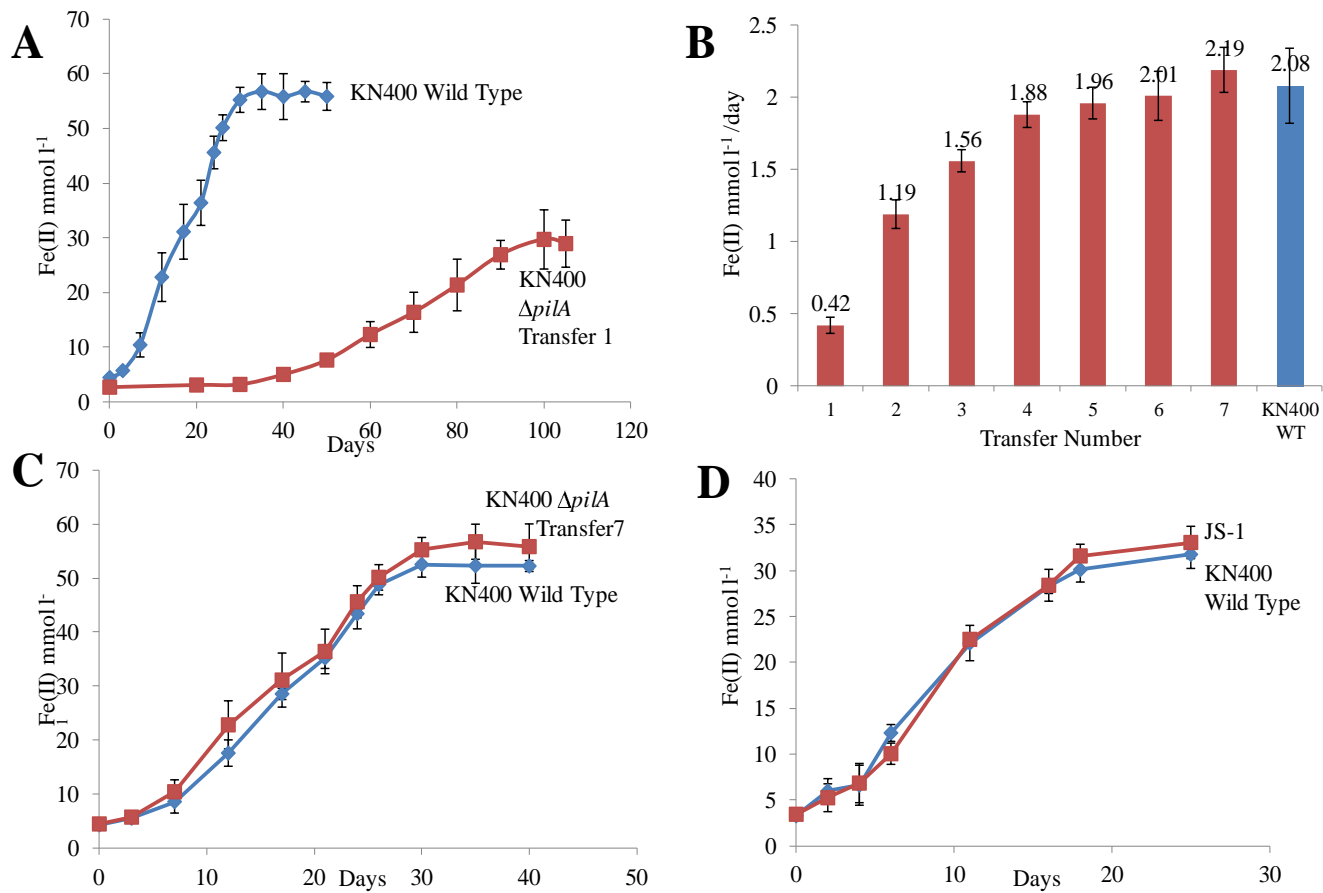 A
70
60
50
40
30
20
10
0
Fe(II) mmol l-1
KN400 Wild Type
KN400
ΔpilA
Transfer 1
0 20 40 60 80 100 120
Days
B
2.5
2
1.5
1
0.5
0
Fe(II) mmol l-1 /day
0.42
1.19
1.56
1.88
1.96
2.01
2.19
2.08
1 2 3 4 5 6 7 KN400
WT
Transfer Number
C
70
60
50
40
30
20
10
0
Fe(II) mmol l-
1
KN400 ΔpilA
Transfer7
KN400 Wild Type
0 10 20 30 40 50
Days
D
40
35
30
25
20
15
10
5
0
Fe(II) mmol l-1
JS-1
KN400
Wild Type
0 10 20 30
Days